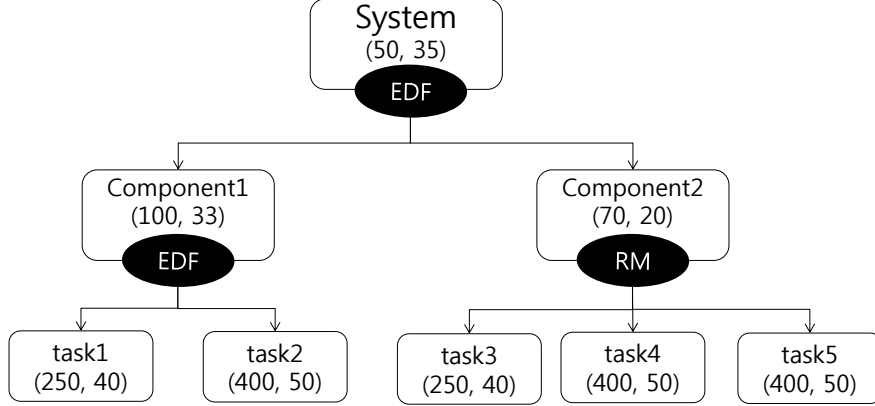 System
(50, 35)
EDF
Component1
(100, 33)
EDF
Component2
(70, 20)
RM
task1
(250, 40)
task2
(400, 50)
task3
(250, 40)
task4
(400, 50)
task5
(400, 50)